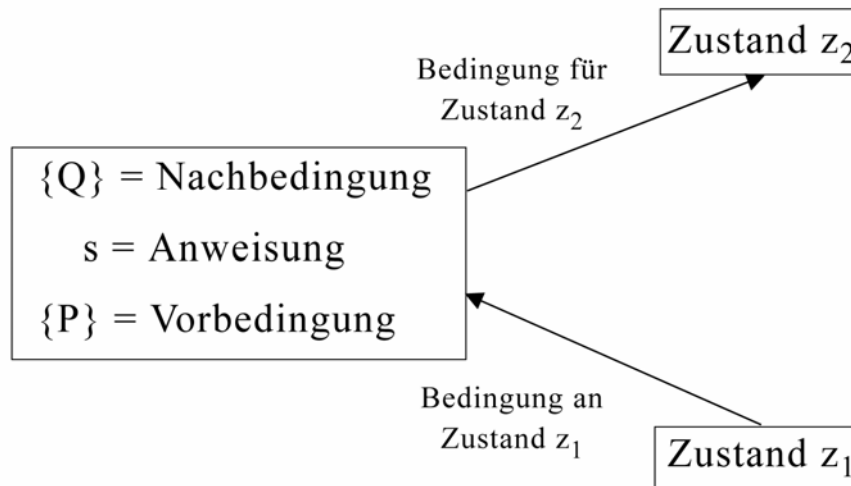 Zustand z₂
Bedingung für
Zustand z₂
{Q} = Nachbedingung
s = Anweisung
{P} = Vorbedingung
Bedingung an
Zustand z₁
Zustand z₁